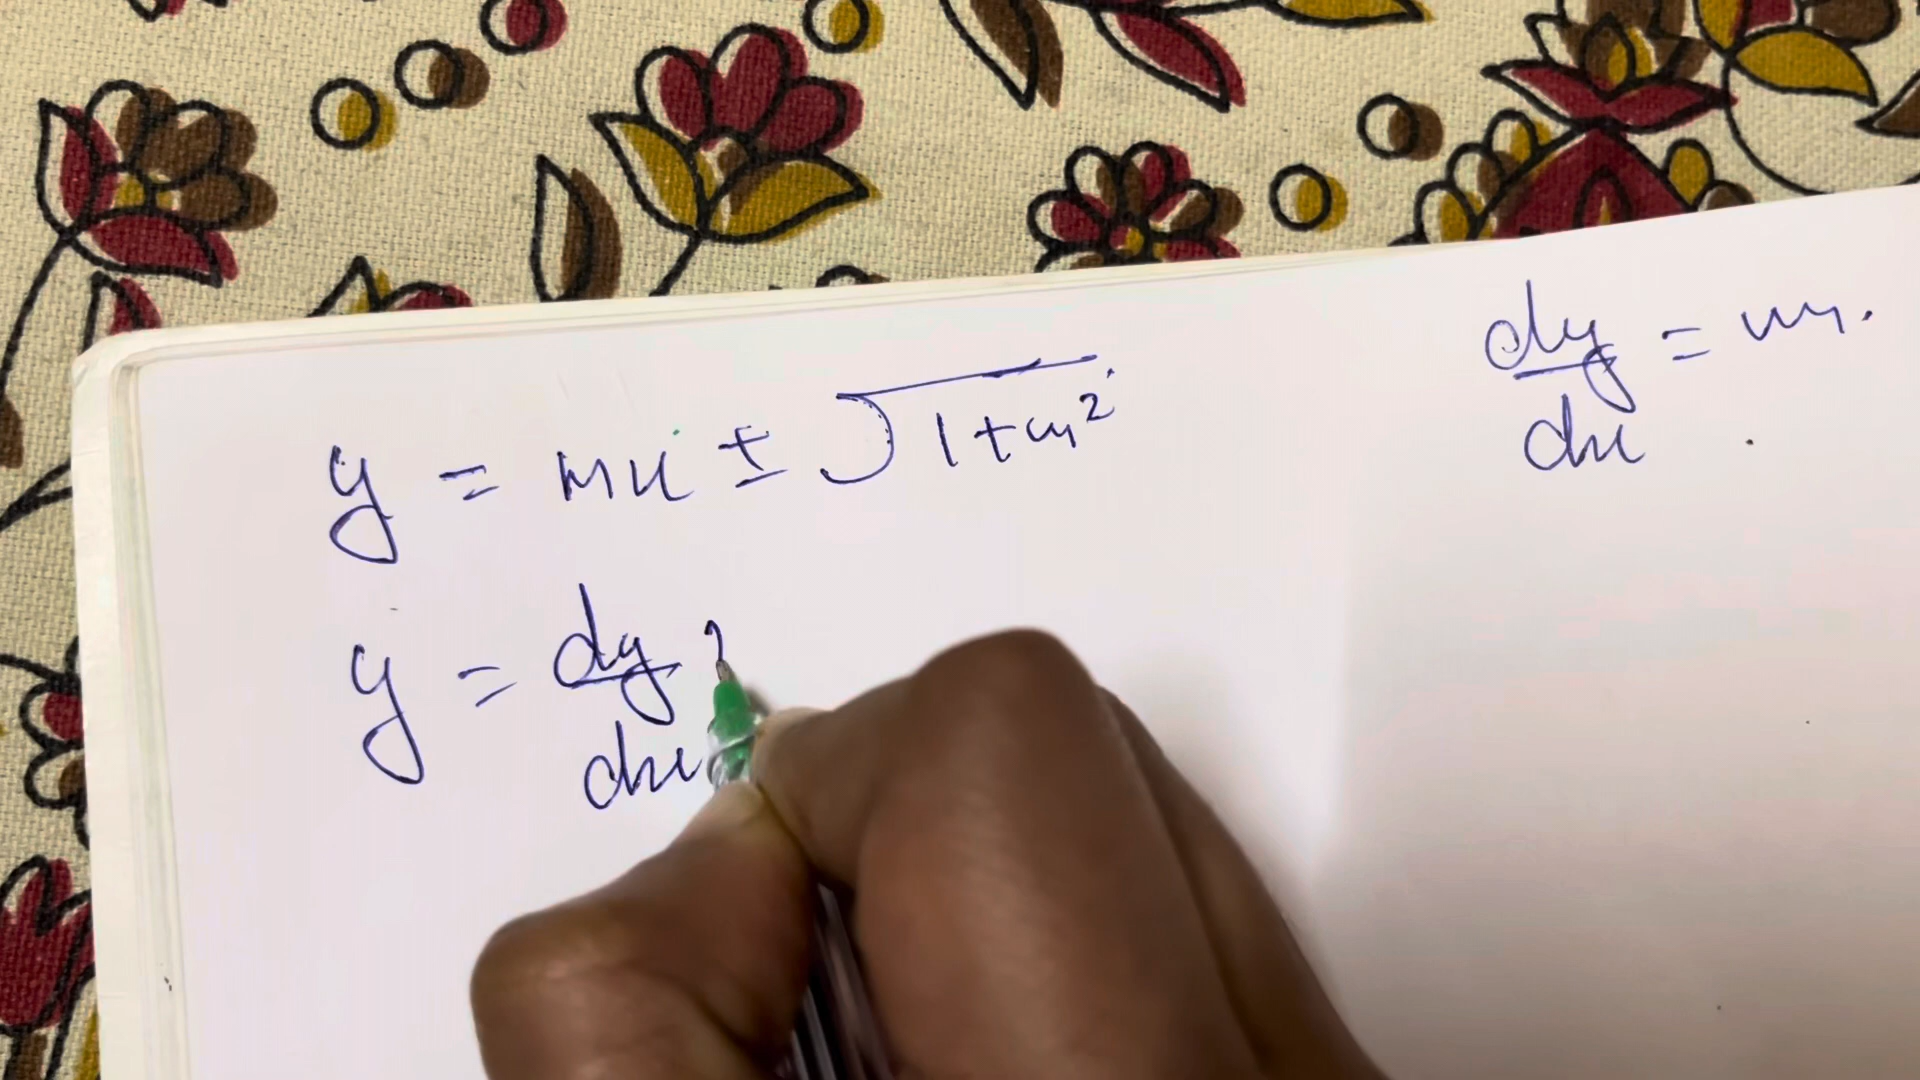 y = mx ± √1+m²
dy/dx = m.
y = dy/dx